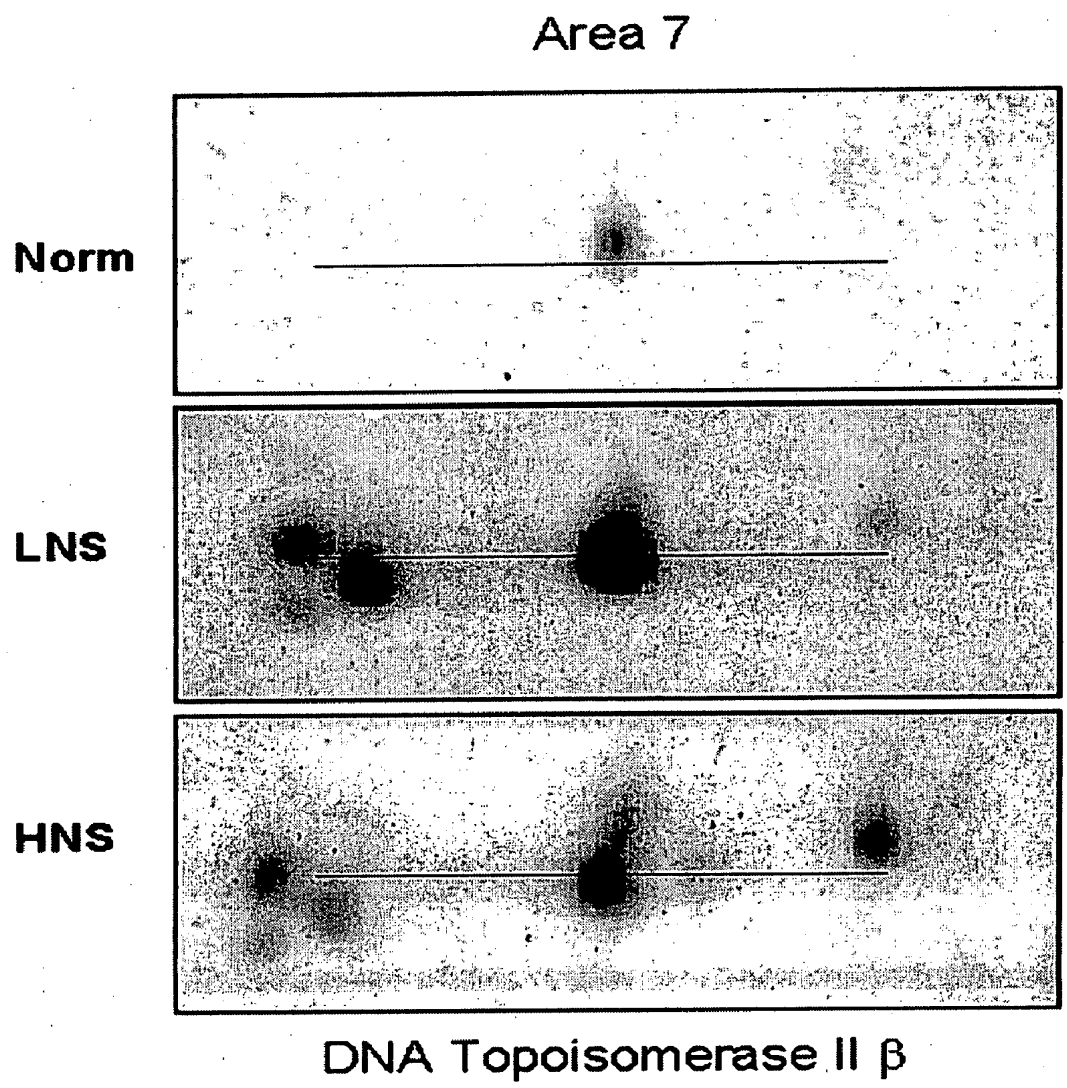 Area 7
Norm
LNS
HNS
DNA Topoisomerase II β